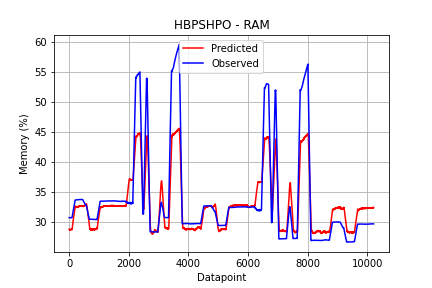 HBPSHPO - RAM
Predicted
Observed
Memory (%)
60
55
50
45
40
35
30
0
2000
4000
6000
8000
10000
Datapoint